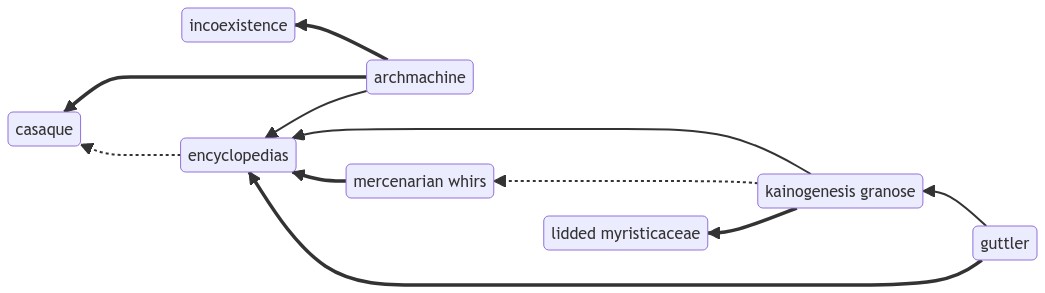 incoexistence
archmachine
casaque
encyclopedias
mercenarian whirs
kainogenesis granose
lidded myristicaceae
guttler